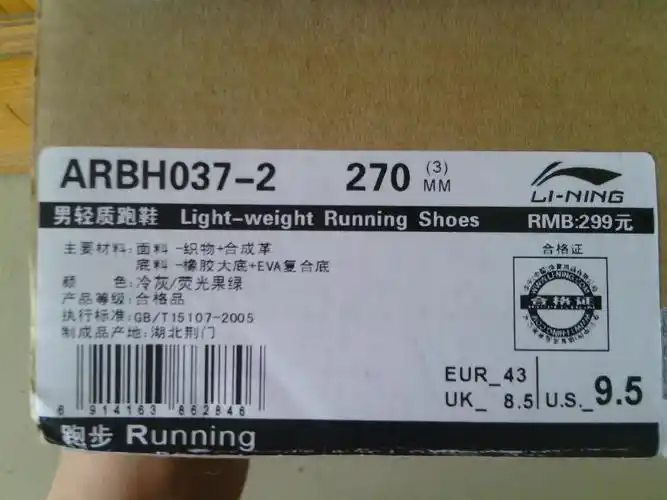 ARBH037-2 270 (3) MM
LI-NING
男轻质跑鞋 Light-weight Running Shoes RMB:299元
主要材料: 面料 -织物+合成革
底料 -橡胶大底+EVA复合底
颜 色: 冷灰/荧光果绿
产品等级: 合格品
执行标准: GB/T15107-2005
制成品产地: 湖北荆门
合格证
合格证
6 914163 862846
EUR_ 43
UK_ 8.5
U.S._ 9.5
跑步 Running